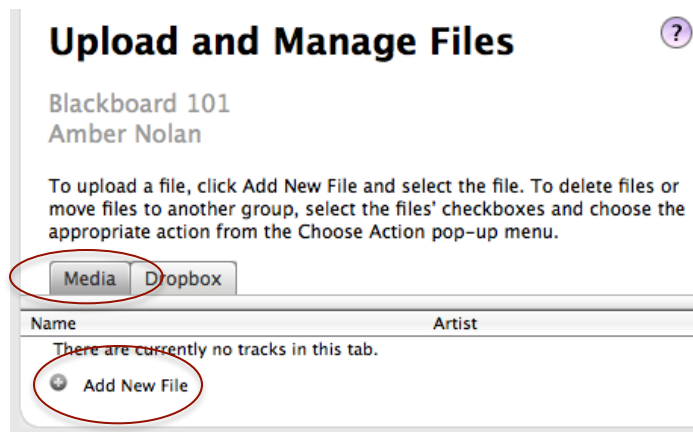 Upload and Manage Files
?
Blackboard 101
Amber Nolan
To upload a file, click Add New File and select the file. To delete files or
move files to another group, select the files' checkboxes and choose the
appropriate action from the Choose Action pop-up menu.
Media Dropbox
Name Artist
There are currently no tracks in this tab.
Add New File